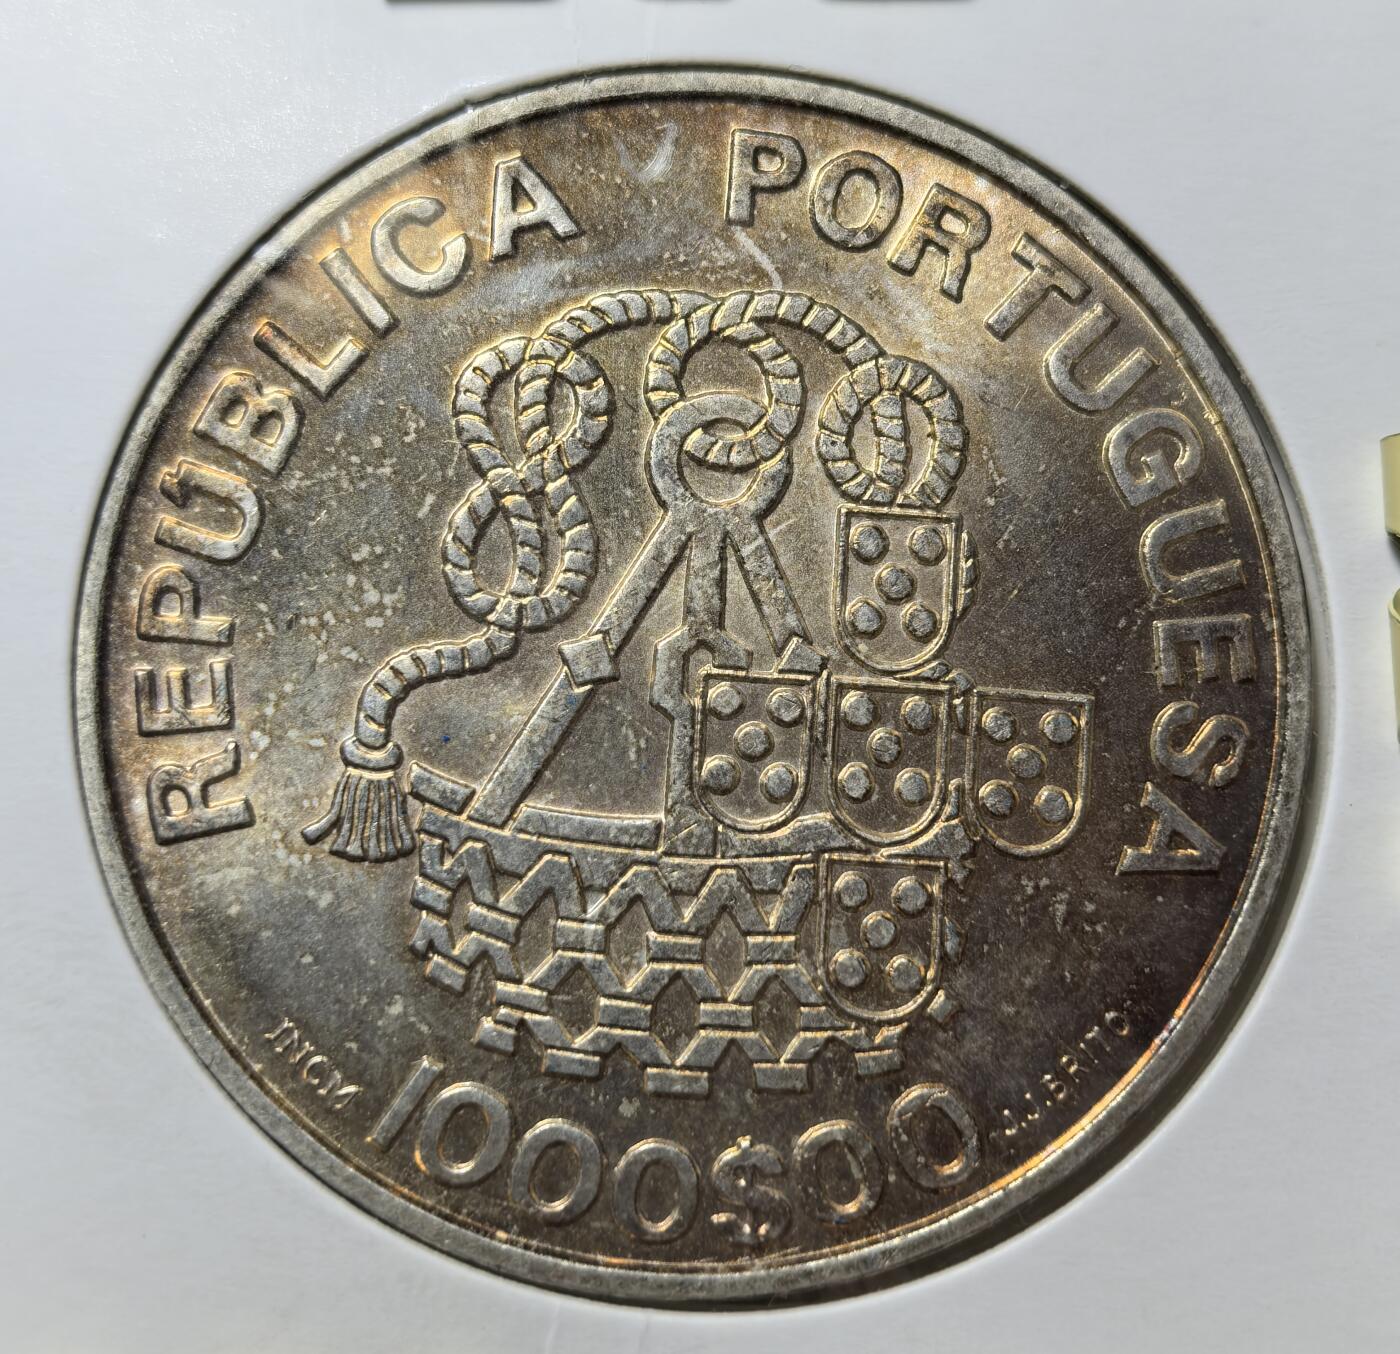 REPÚBLICA PORTUGUESA
INCM
1000$00
J.J.BRITO